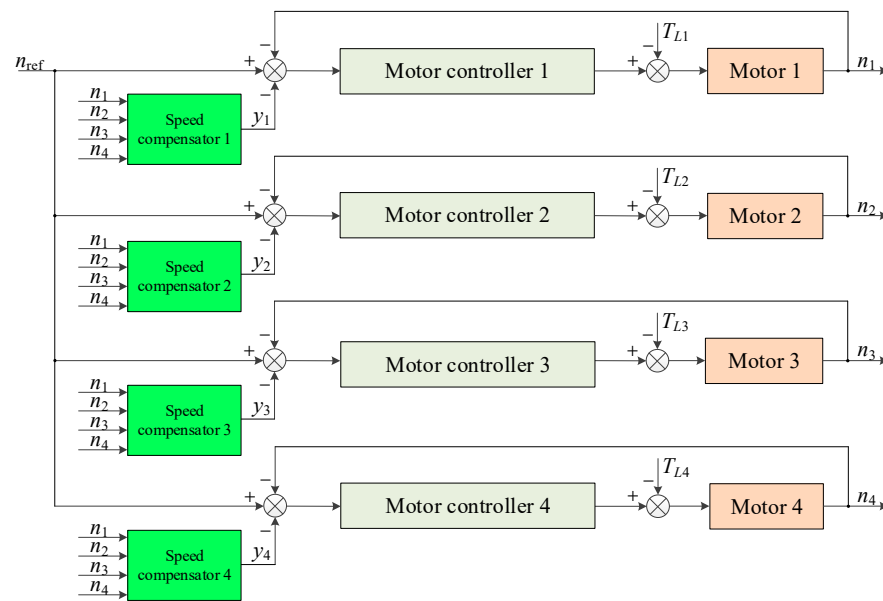 −
T_L1
n_ref
+
−
Motor controller 1
+
−
Motor 1
n_1
n_1
n_2
n_3
n_4
Speed
compensator 1
y_1
−
−
T_L2
+
Motor controller 2
+
−
Motor 2
n_2
n_1
n_2
n_3
n_4
Speed
compensator 2
y_2
−
−
T_L3
+
Motor controller 3
+
−
Motor 3
n_3
n_1
n_2
n_3
n_4
Speed
compensator 3
y_3
−
−
T_L4
+
Motor controller 4
+
−
Motor 4
n_4
n_1
n_2
n_3
n_4
Speed
compensator 4
y_4
−